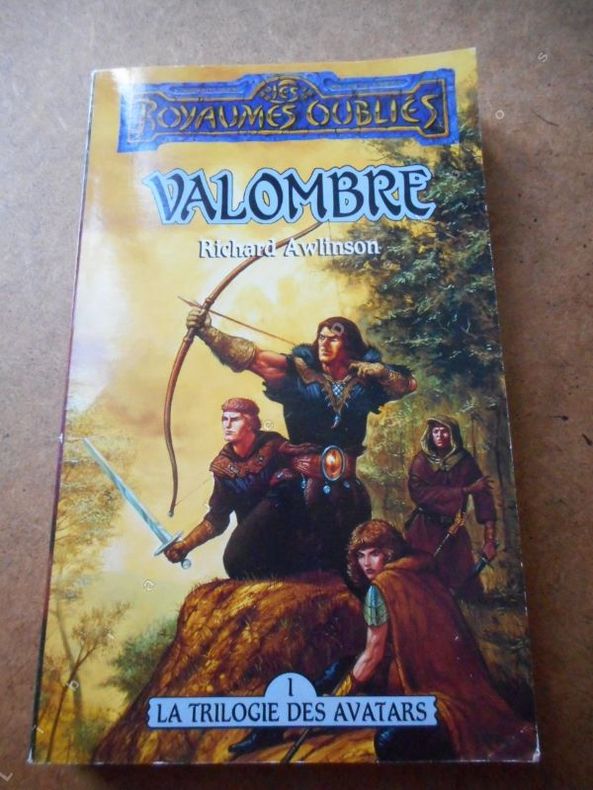 LES
ROYAUMES OUBLIÉS
VALOMBRE
Richard Awlinson
1
LA TRILOGIE DES AVATARS